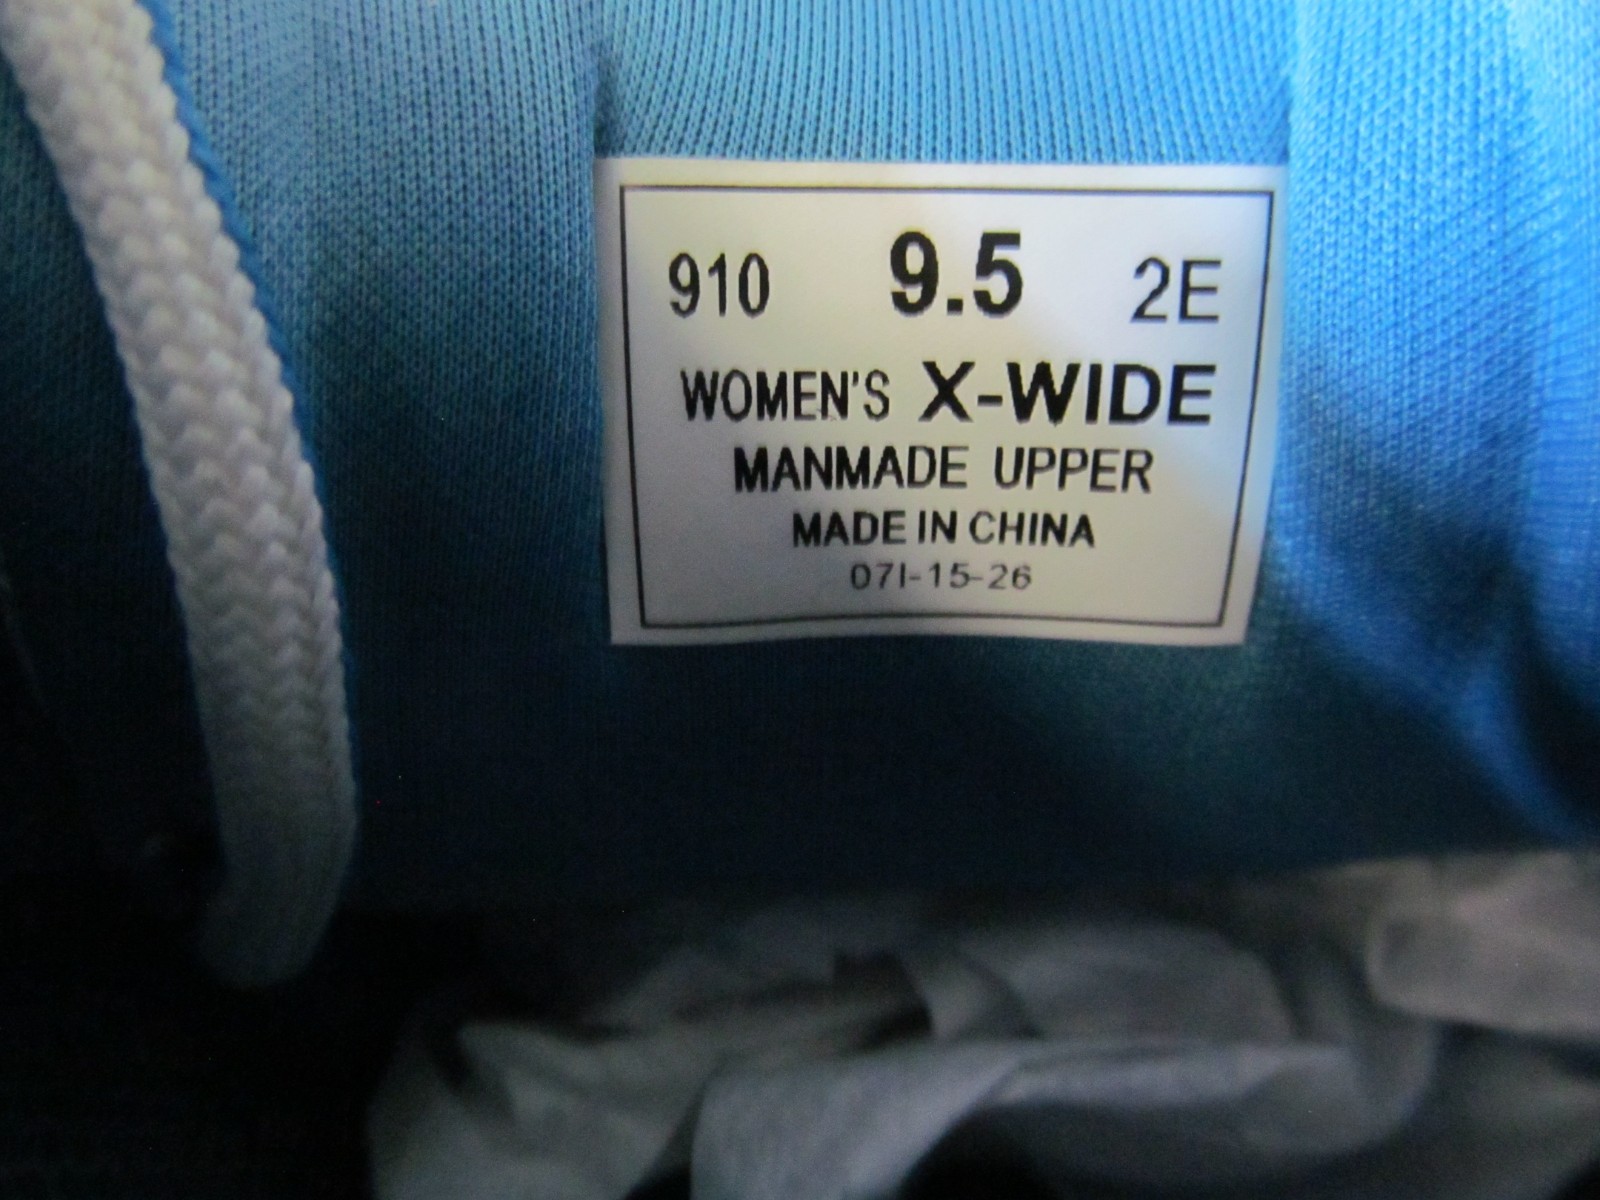 910 9.5 2E
WOMEN'S X-WIDE
MANMADE UPPER
MADE IN CHINA
07I-15-26